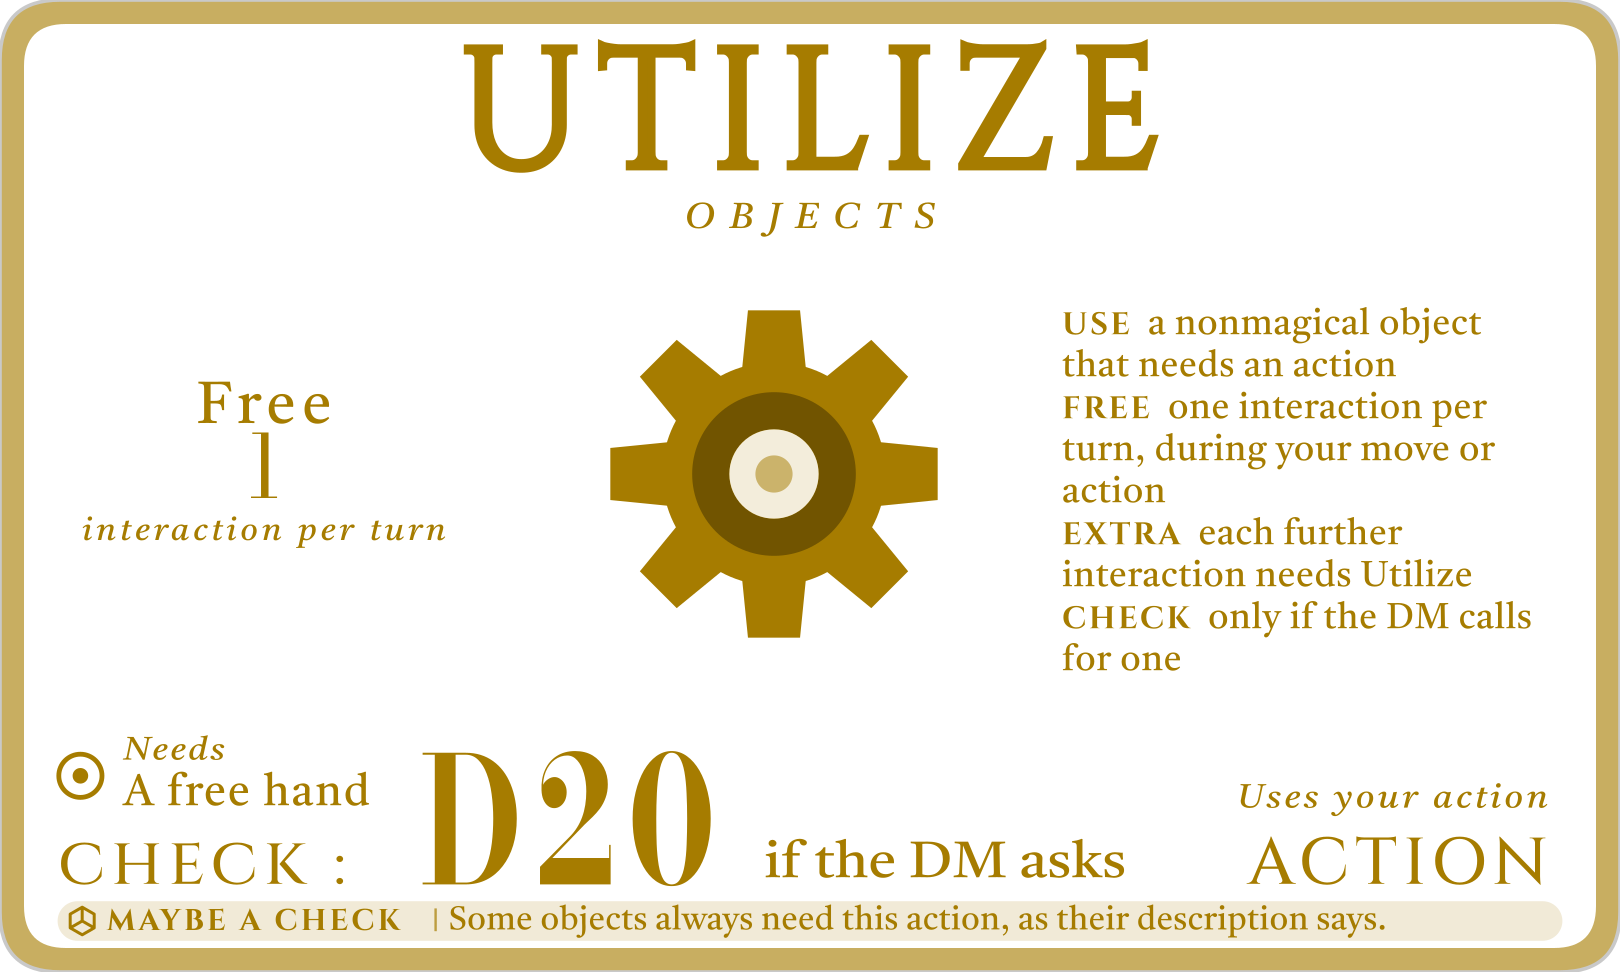 UTILIZE
OBJECTS
Free
1
interaction per turn
USE a nonmagical object
that needs an action
FREE one interaction per
turn, during your move or
action
EXTRA each further
interaction needs Utilize
CHECK only if the DM calls
for one
Needs
A free hand
CHECK : D20 if the DM asks
Uses your action
ACTION
MAYBE A CHECK | Some objects always need this action, as their description says.